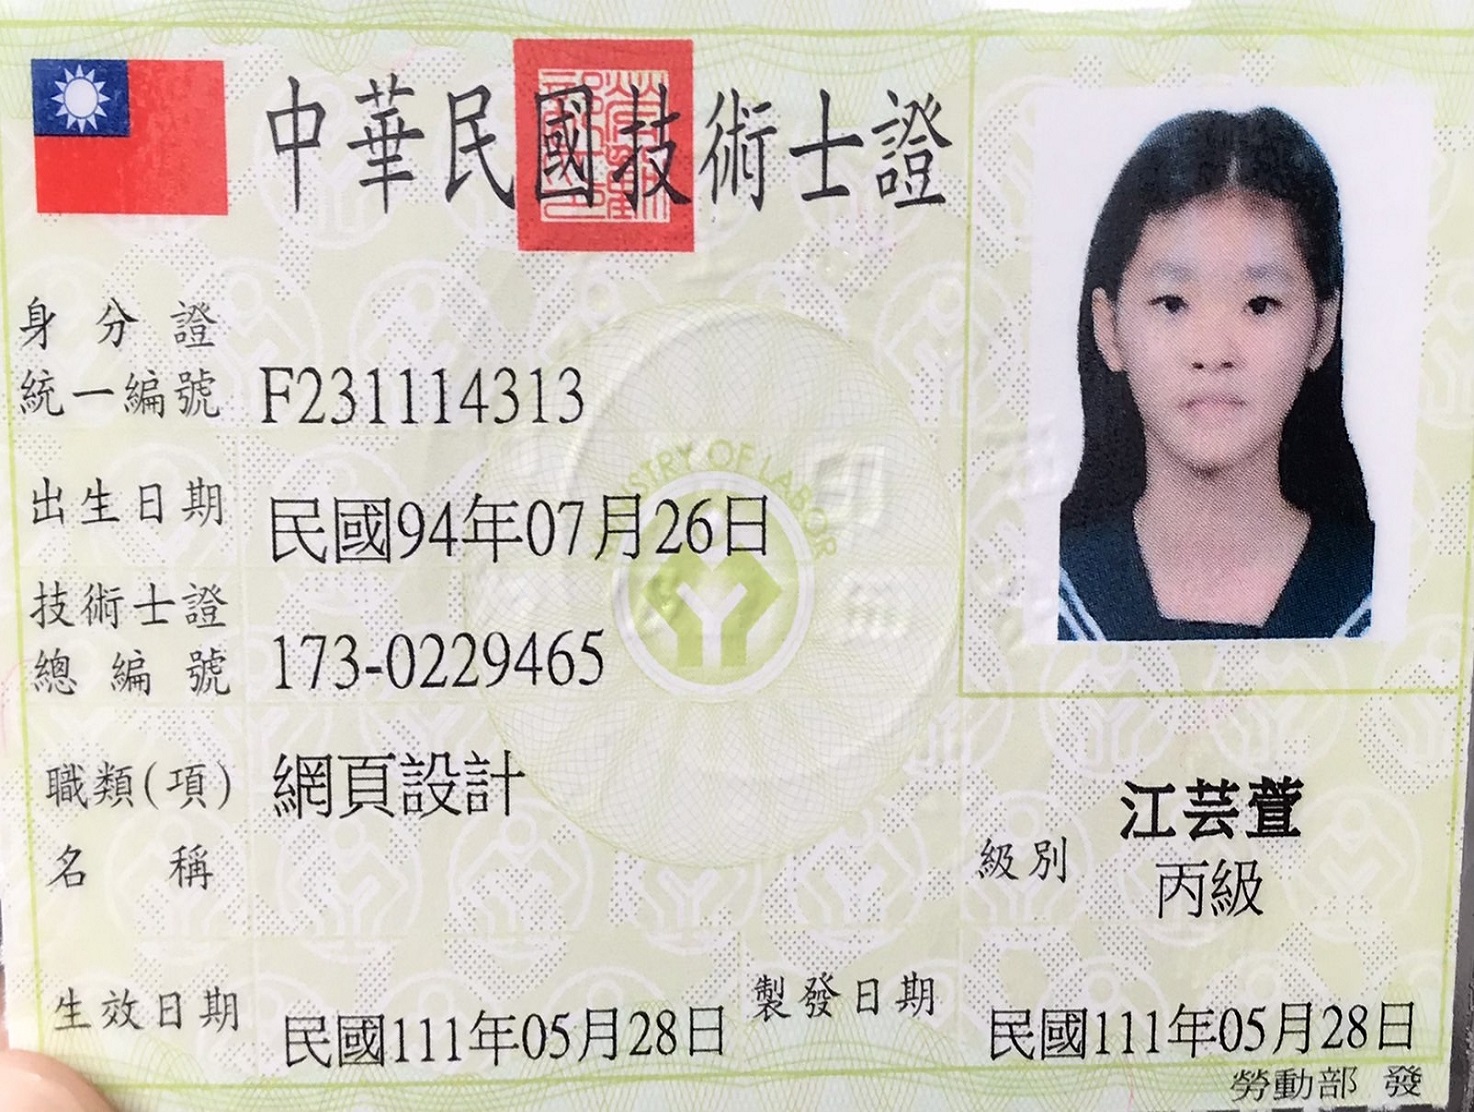 中華民國技術士證
身分證
統一編號 F231114313
出生日期 民國94年07月26日
MINISTRY OF LABOR
技術士證
總編號 173-0229465
職類(項)
名稱 網頁設計
江芸萱
級別 丙級
生效日期 民國111年05月28日
製發日期 民國111年05月28日
勞動部 發